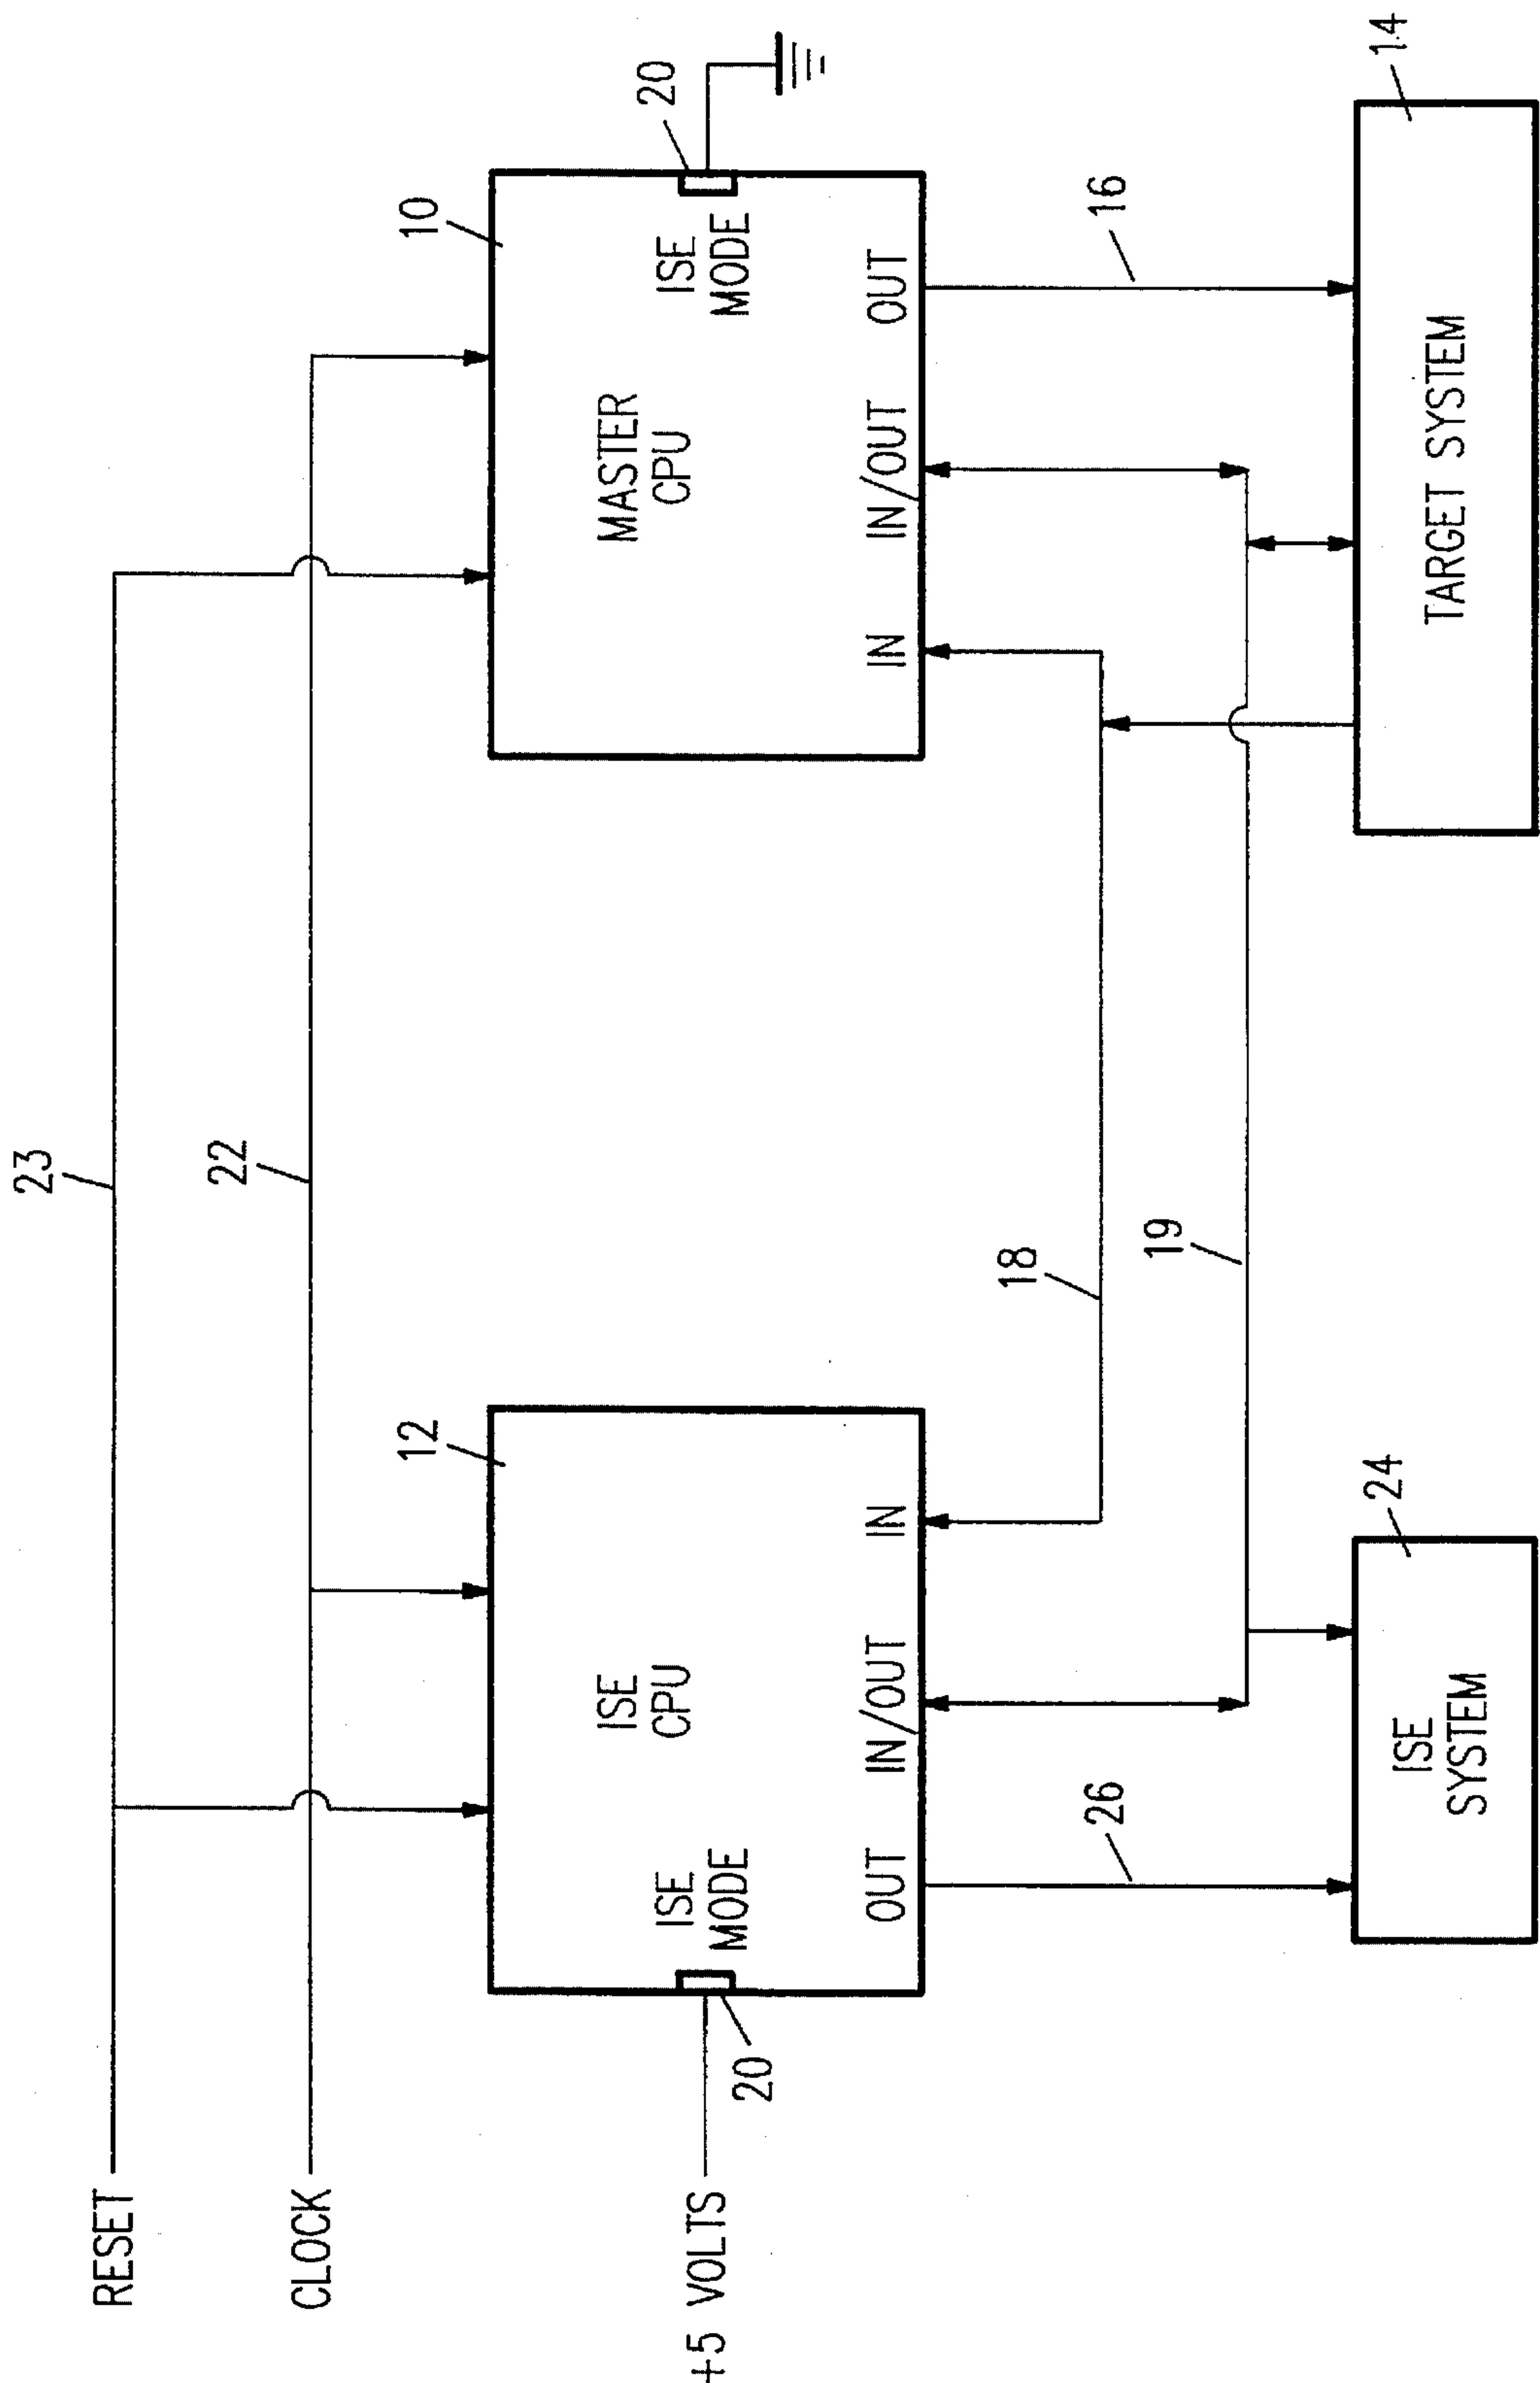 23
RESET
22
CLOCK
12
10
ISE
CPU
MASTER
CPU
+5 VOLTS
20
ISE
MODE
ISE
MODE
20
OUT
IN/OUT
IN
IN
IN/OUT
OUT
18
26
16
19
24
14
ISE
SYSTEM
TARGET SYSTEM